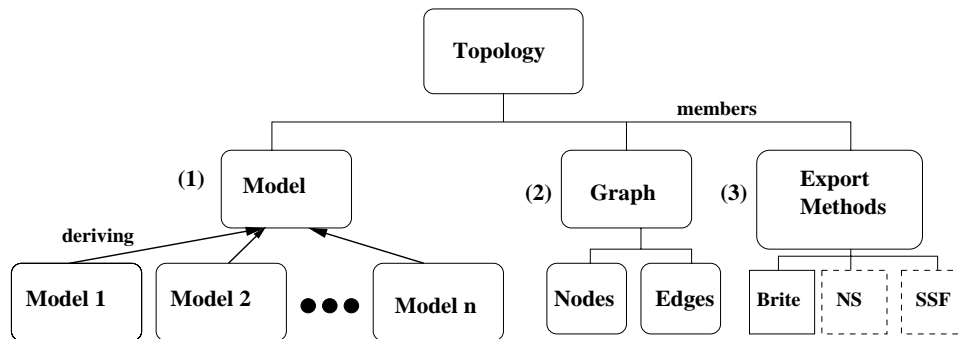 Topology
members
(1)
Model
(2)
Graph
(3)
Export
Methods
deriving
Model 1
Model 2
Model n
Nodes
Edges
Brite
NS
SSF